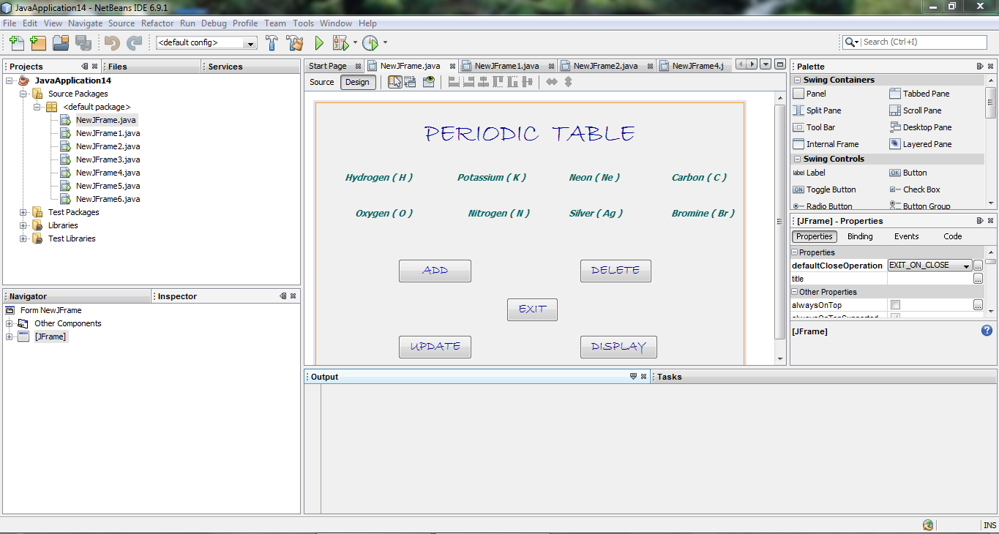 JavaApplication14 - NetBeans IDE 6.9.1
File Edit View Navigate Source Refactor Run Debug Profile Team Tools Window Help
<default config>
Search (Ctrl+I)
Projects
Files
Services
JavaApplication14
Source Packages
<default package>
NewJFrame.java
NewJFrame1.java
NewJFrame2.java
NewJFrame3.java
NewJFrame4.java
NewJFrame5.java
NewJFrame6.java
Test Packages
Libraries
Test Libraries
Navigator
Inspector
Form NewJFrame
Other Components
[JFrame]
Start Page
NewJFrame.java
NewJFrame1.java
NewJFrame2.java
NewJFrame4.j
Source
Design
PERIODIC TABLE
Hydrogen ( H ) Potassium ( K ) Neon ( Ne ) Carbon ( C )
Oxygen ( O ) Nitrogen ( N ) Silver ( Ag ) Bromine ( Br )
ADD
DELETE
EXIT
UPDATE
DISPLAY
Output
Tasks
Palette
Swing Containers
Panel Tabbed Pane
Split Pane Scroll Pane
Tool Bar Desktop Pane
Internal Frame Layered Pane
Swing Controls
label Label OK Button
ON Toggle Button Check Box
Radio Button Button Group
[JFrame] - Properties
Properties Binding Events Code
Properties
defaultCloseOperation EXIT_ON_CLOSE ...
title ...
Other Properties
alwaysOnTop ...
alwaysOnTopSupported
[JFrame]
INS